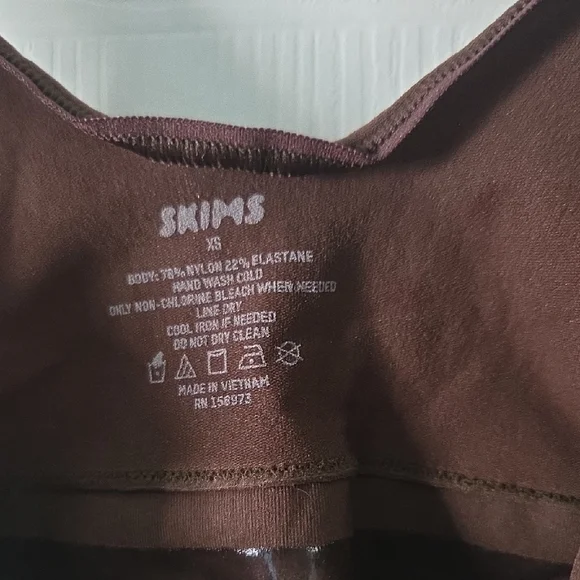 SKIMS
XS
BODY: 78% NYLON 22% ELASTANE
HAND WASH COLD
ONLY NON-CHLORINE BLEACH WHEN NEEDED
LINE DRY
COOL IRON IF NEEDED
DO NOT DRY CLEAN
MADE IN VIETNAM
RN 158973